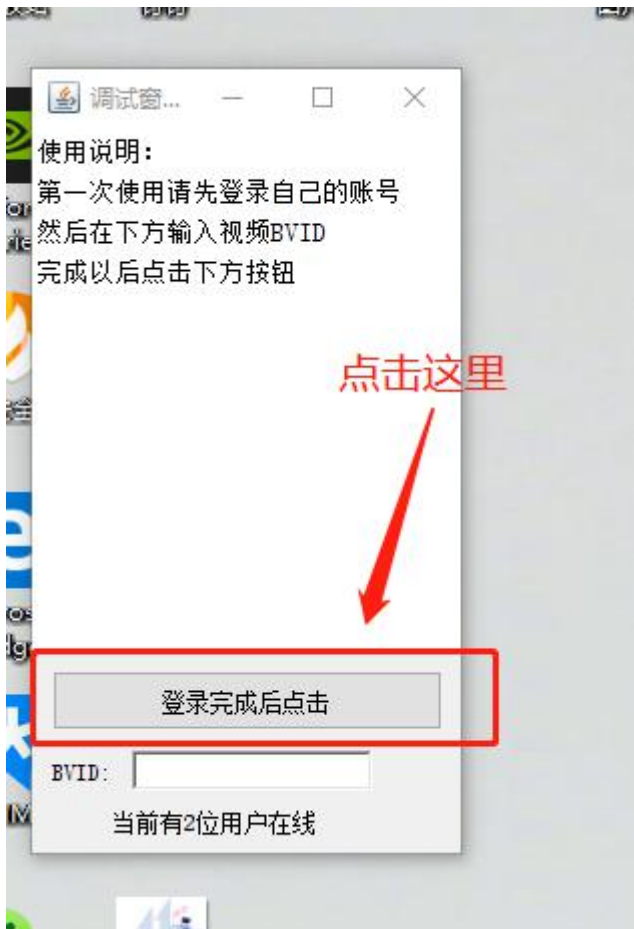 调试窗...
使用说明：
第一次使用请先登录自己的账号
然后在下方输入视频BVID
完成以后点击下方按钮
点击这里
登录完成后点击
BVID:
当前有2位用户在线